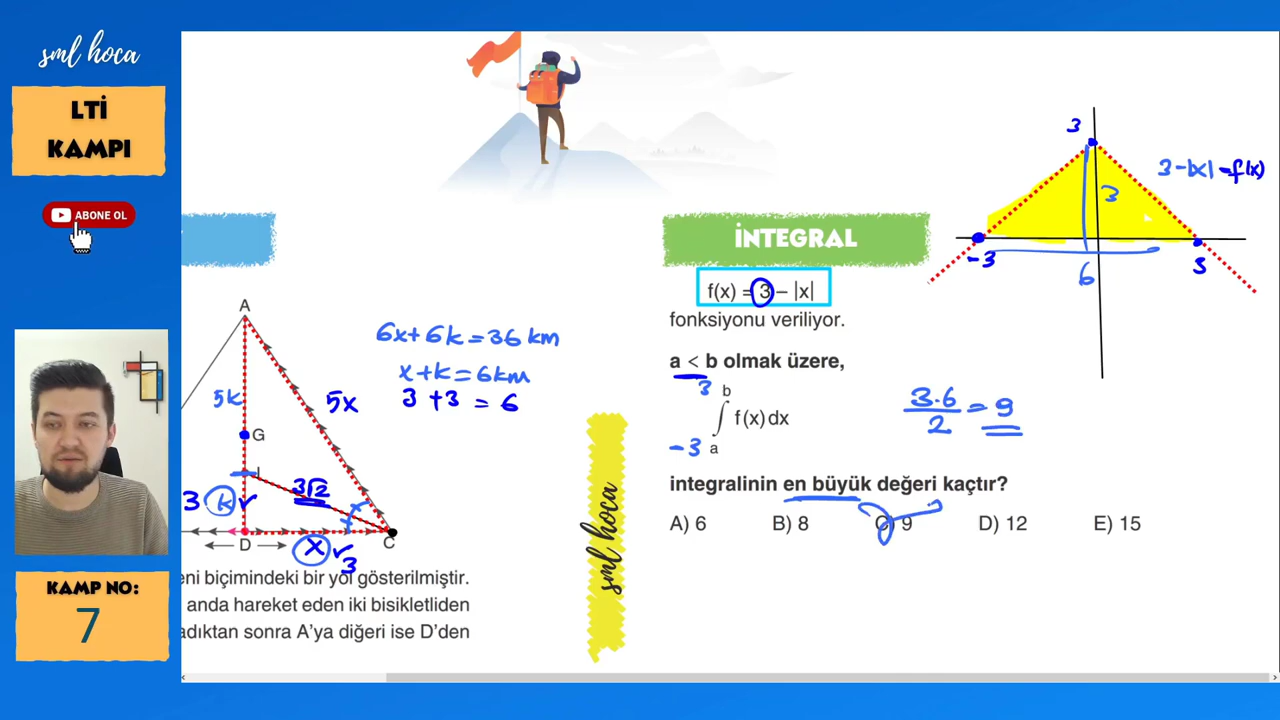 sml hoca
LTİ
KAMPI
ABONE OL
KAMP NO:
7
A
5k
G
3 k
D
x
3
C
3√2
5x
6x+6k=36 km
x+k=6km
3 +3 = 6
eni biçimindeki bir yol gösterilmiştir.
anda hareket eden iki bisikletliden
adıktan sonra A'ya diğeri ise D'den
sml hoca
İNTEGRAL
f(x) = 3 – |x|
fonksiyonu veriliyor.
a < b olmak üzere,
3 b
∫ f(x) dx
-3 a
3·6
2
= 9
integralinin en büyük değeri kaçtır?
A) 6 B) 8 C) 9 D) 12 E) 15
3
3-|x|=f(x)
3
-3
3
6